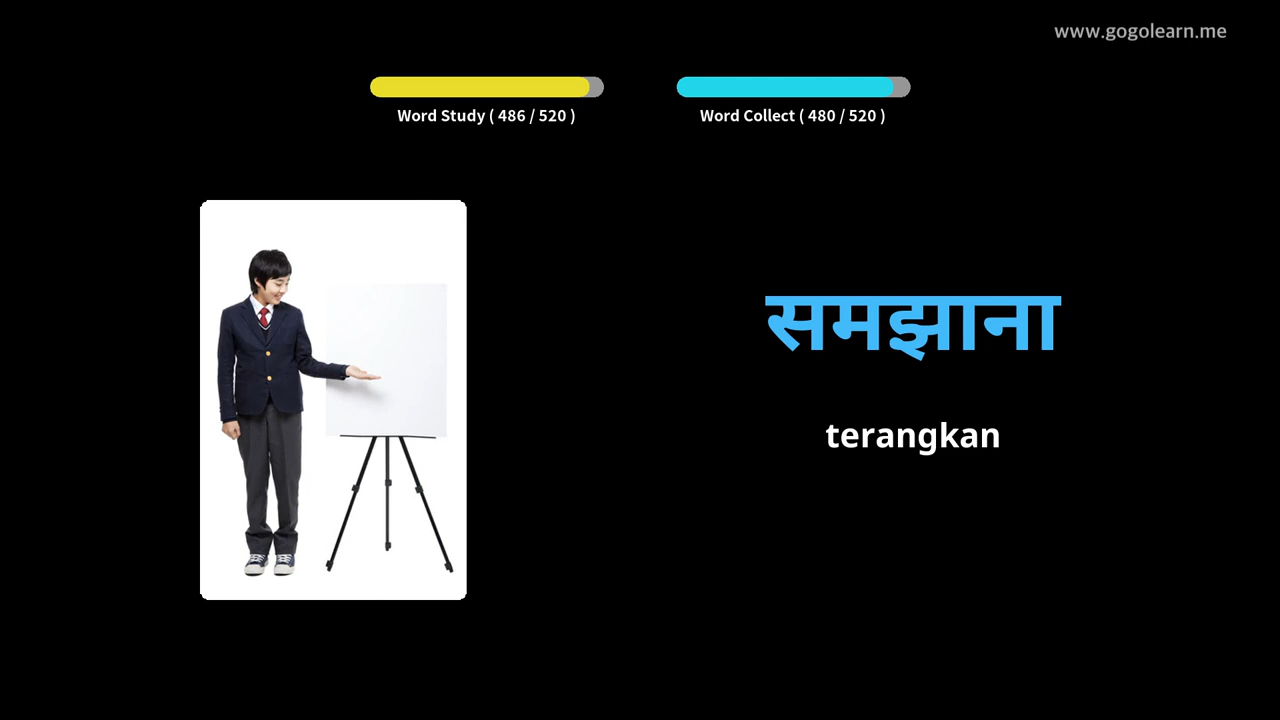 www.gogolearn.me
Word Study ( 486 / 520 )
Word Collect ( 480 / 520 )
समझाना
terangkan